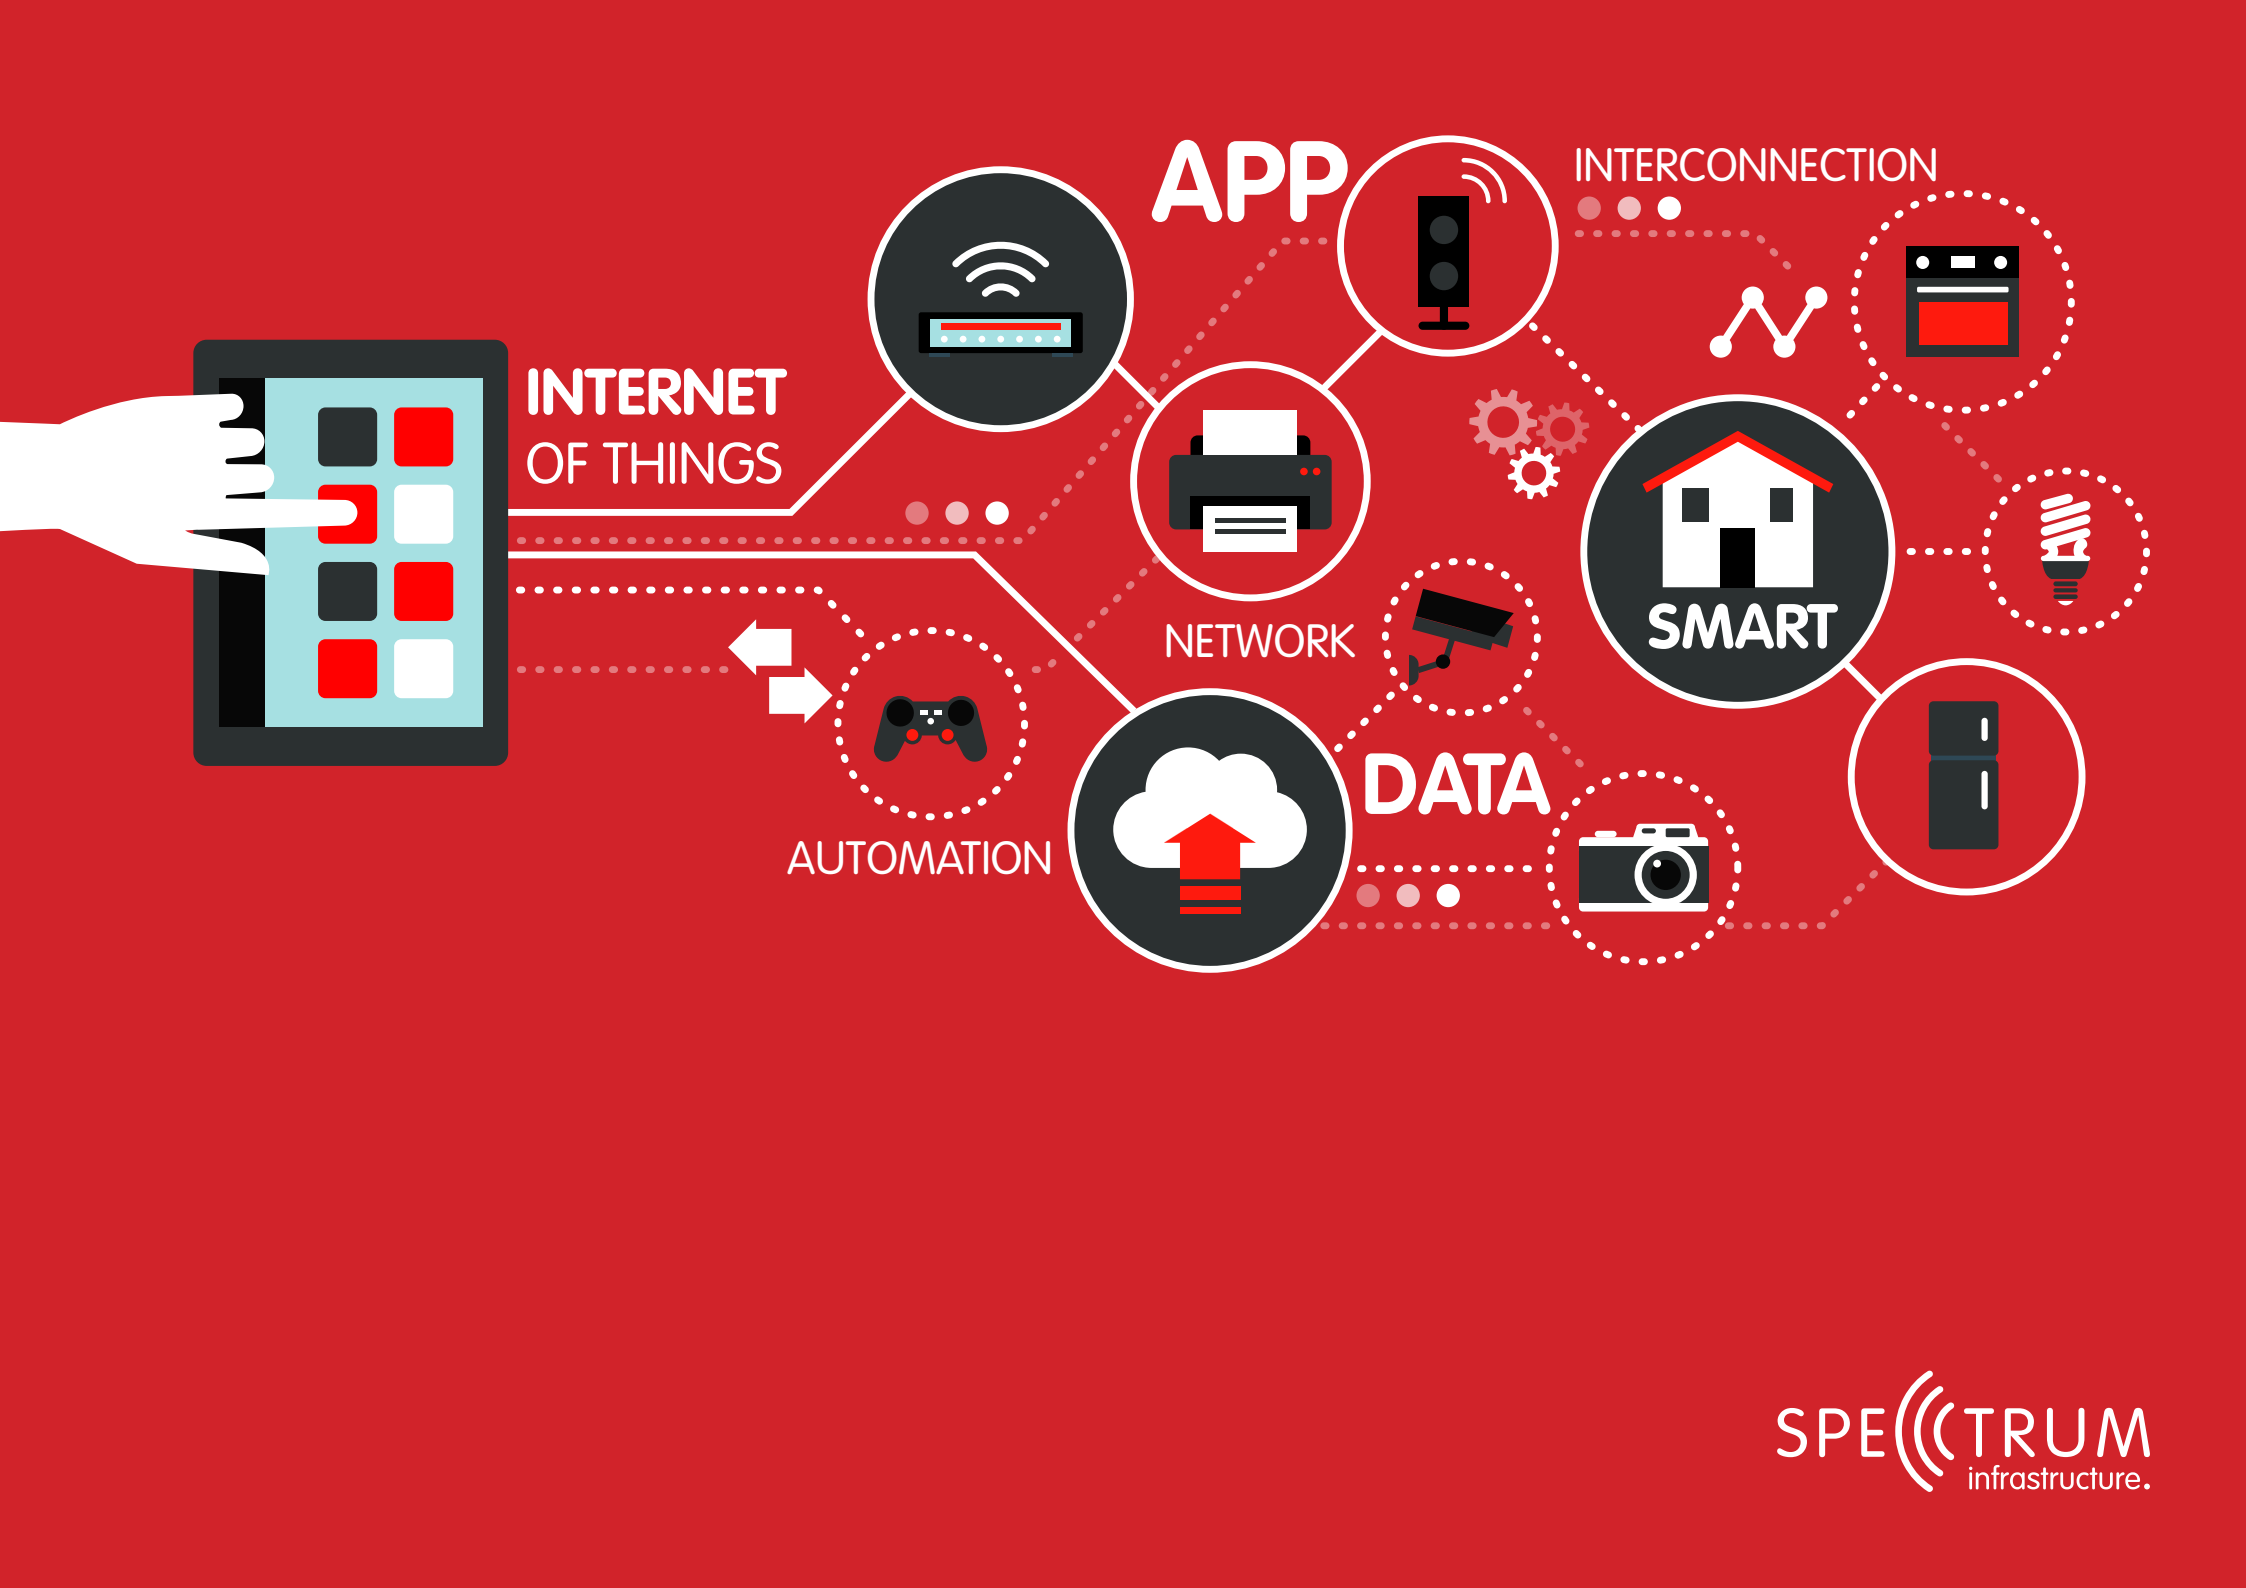 APP
INTERCONNECTION
INTERNET
OF THINGS
SMART
NETWORK
DATA
AUTOMATION
SPECTRUM
infrastructure.